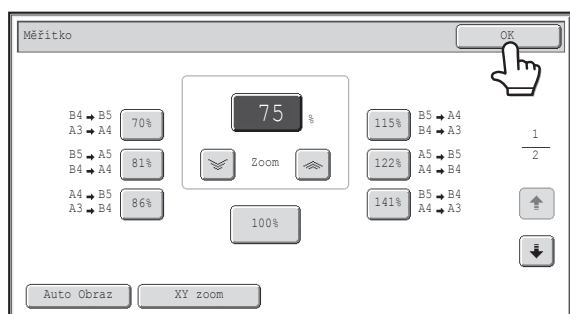 Měřítko
OK
B4 → B5
A3 → A4
70%
B5 → A5
B4 → A4
81%
A4 → B5
A3 → B4
86%
75 %
Zoom
100%
115%
B5 → A4
B4 → A3
122%
A5 → B5
A4 → B4
141%
B5 → B4
A4 → A3
1
2
Auto Obraz
XY zoom